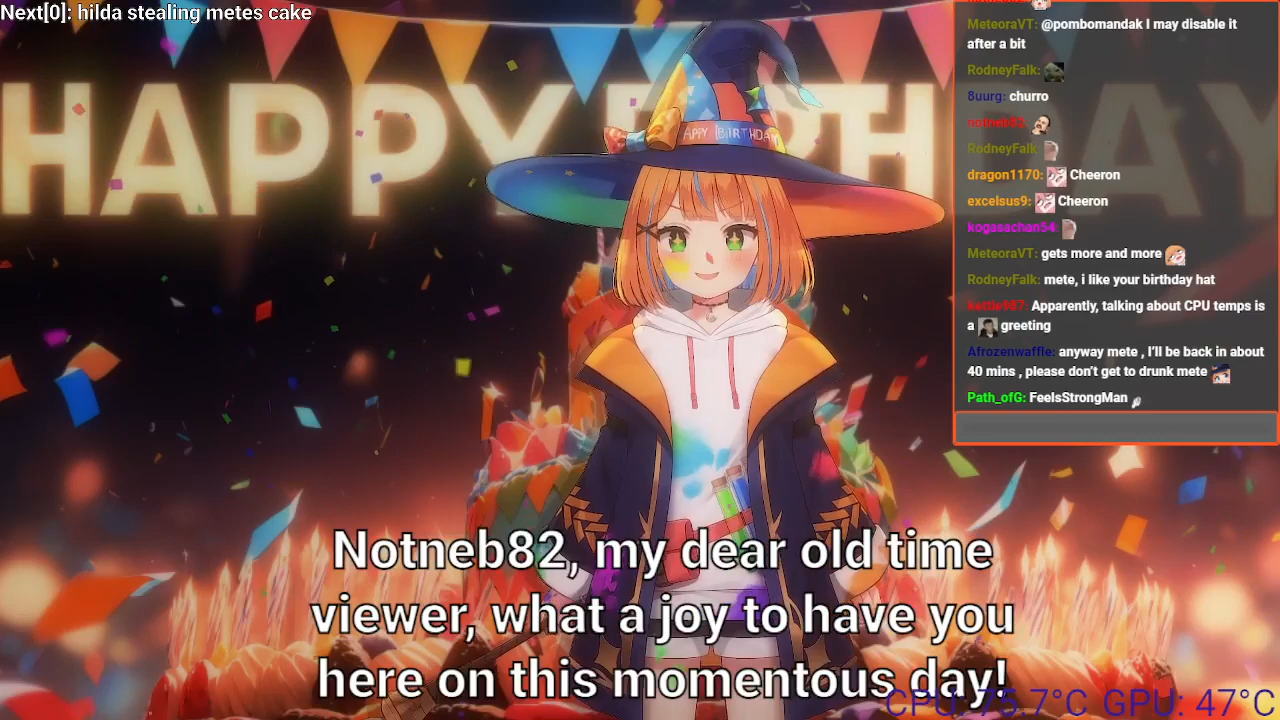 Next[0]: hilda stealing metes cake
HAPPY BIRTHDAY
APPY BIRTHDAY
MeteoraVT: @pombomandak I may disable it
after a bit
RodneyFalk:
8uurg: churro
notneb82:
RodneyFalk:
dragon1170: Cheeron
excelsus9: Cheeron
kogasachan54:
MeteoraVT: gets more and more
RodneyFalk: mete, i like your birthday hat
kettle987: Apparently, talking about CPU temps is
a greeting
Afrozenwaffle: anyway mete , I'll be back in about
40 mins , please don't get to drunk mete
Path_ofG: FeelsStrongMan
Notneb82, my dear old time
viewer, what a joy to have you
here on this momentous day!
CPU: 75.7°C GPU: 47°C